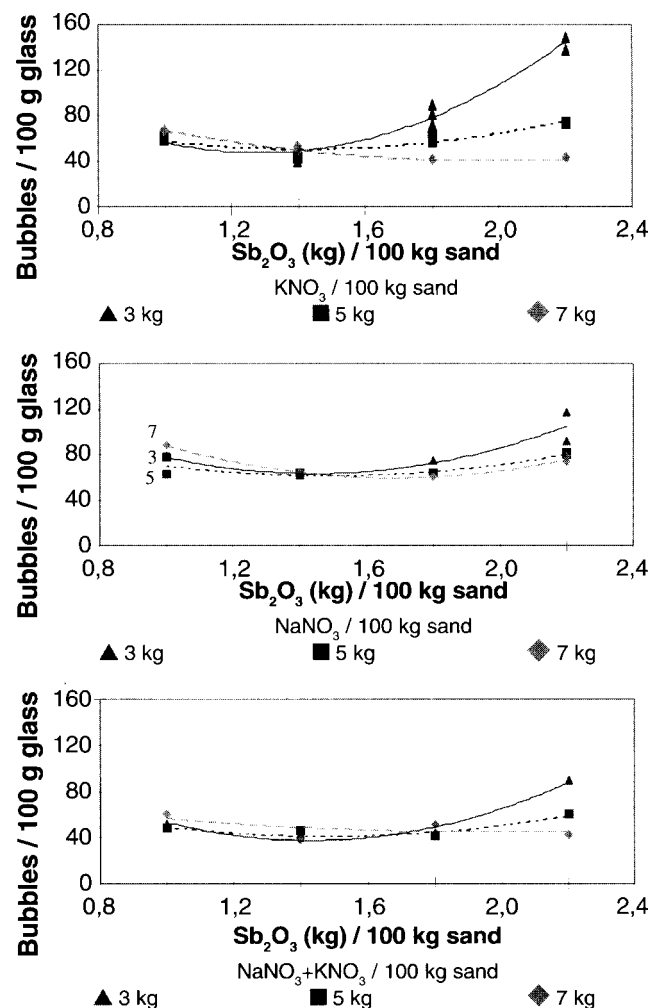 160
120
80
40
0
Bubbles / 100 g glass
0,8 1,2 1,6 2,0 2,4
Sb₂O₃ (kg) / 100 kg sand
KNO₃ / 100 kg sand
▲ 3 kg ■ 5 kg ◆ 7 kg
160
120
80
40
0
Bubbles / 100 g glass
7
3
5
0,8 1,2 1,6 2,0 2,4
Sb₂O₃ (kg) / 100 kg sand
NaNO₃ / 100 kg sand
▲ 3 kg ■ 5 kg ◆ 7 kg
160
120
80
40
0
Bubbles / 100 g glass
0,8 1,2 1,6 2,0 2,4
Sb₂O₃ (kg) / 100 kg sand
NaNO₃+KNO₃ / 100 kg sand
▲ 3 kg ■ 5 kg ◆ 7 kg